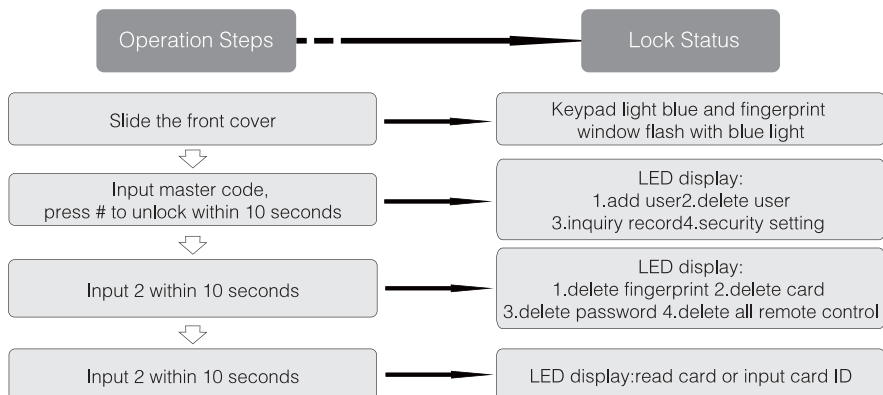 Operation Steps
Lock Status
Slide the front cover
Keypad light blue and fingerprint
window flash with blue light
Input master code,
press # to unlock within 10 seconds
LED display:
1.add user2.delete user
3.inquiry record4.security setting
Input 2 within 10 seconds
LED display:
1.delete fingerprint 2.delete card
3.delete password 4.delete all remote control
Input 2 within 10 seconds
LED display:read card or input card ID